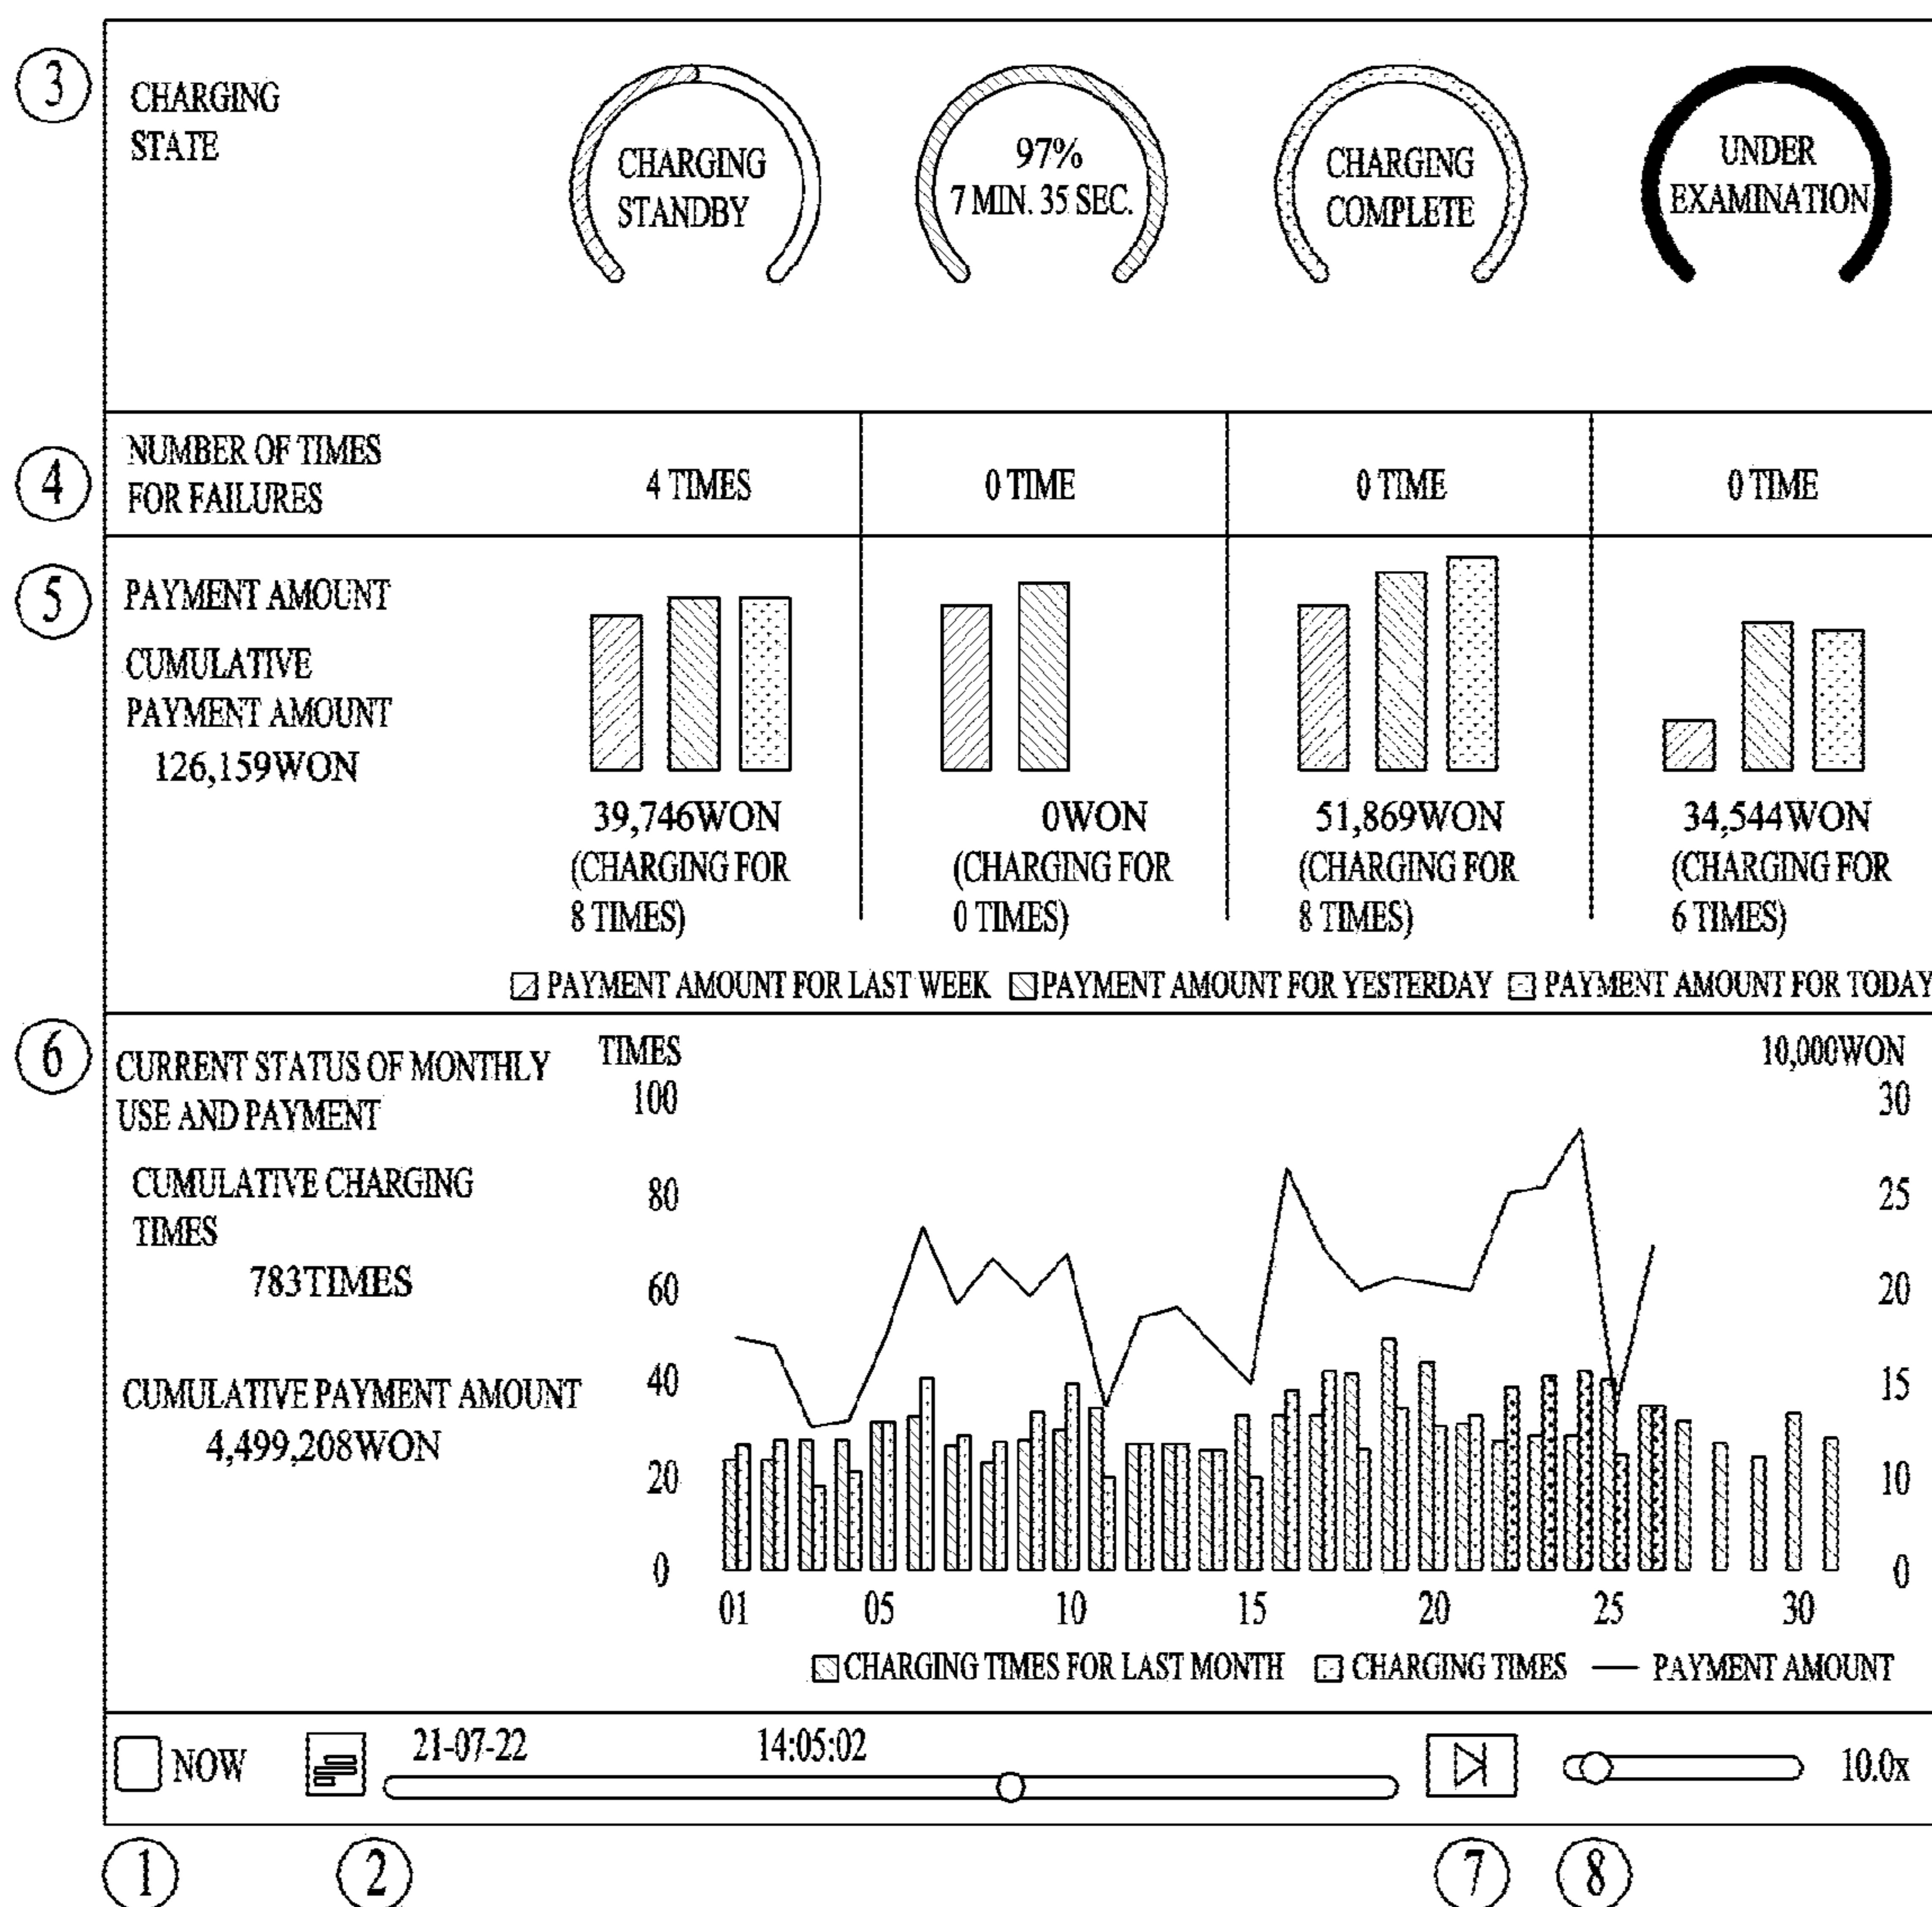 3
CHARGING
STATE
CHARGING
STANDBY
97%
7 MIN. 35 SEC.
CHARGING
COMPLETE
UNDER
EXAMINATION
4
NUMBER OF TIMES
FOR FAILURES
4 TIMES
0 TIME
0 TIME
0 TIME
5
PAYMENT AMOUNT
CUMULATIVE
PAYMENT AMOUNT
126,159WON
39,746WON
(CHARGING FOR
8 TIMES)
0WON
(CHARGING FOR
0 TIMES)
51,869WON
(CHARGING FOR
8 TIMES)
34,544WON
(CHARGING FOR
6 TIMES)
PAYMENT AMOUNT FOR LAST WEEK PAYMENT AMOUNT FOR YESTERDAY PAYMENT AMOUNT FOR TODAY
6
CURRENT STATUS OF MONTHLY
USE AND PAYMENT
CUMULATIVE CHARGING
TIMES
783TIMES
CUMULATIVE PAYMENT AMOUNT
4,499,208WON
TIMES
100
80
60
40
20
0
10,000WON
30
25
20
15
10
0
01 05 10 15 20 25 30
CHARGING TIMES FOR LAST MONTH CHARGING TIMES PAYMENT AMOUNT
NOW
21-07-22 14:05:02
10.0x
1 2 7 8